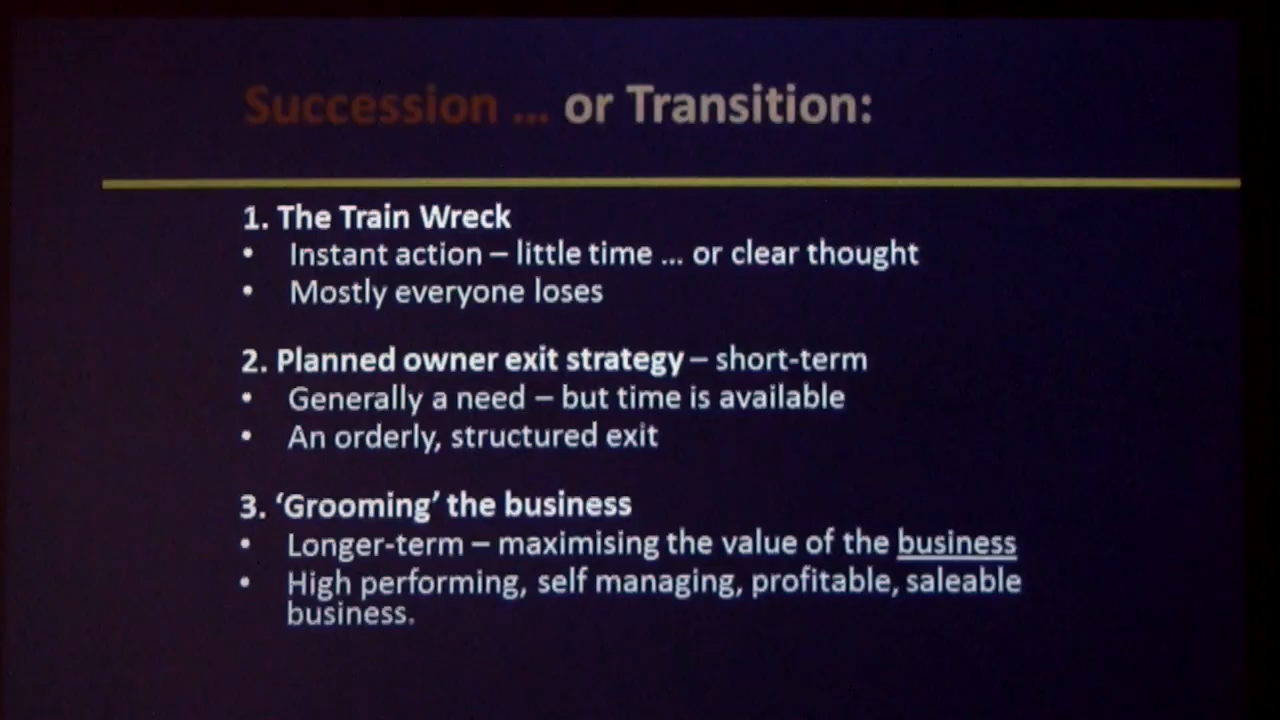 Succession ... or Transition:
1. The Train Wreck
• Instant action – little time ... or clear thought
• Mostly everyone loses
2. Planned owner exit strategy – short-term
• Generally a need – but time is available
• An orderly, structured exit
3. ‘Grooming’ the business
• Longer-term – maximising the value of the business
• High performing, self managing, profitable, saleable
business.